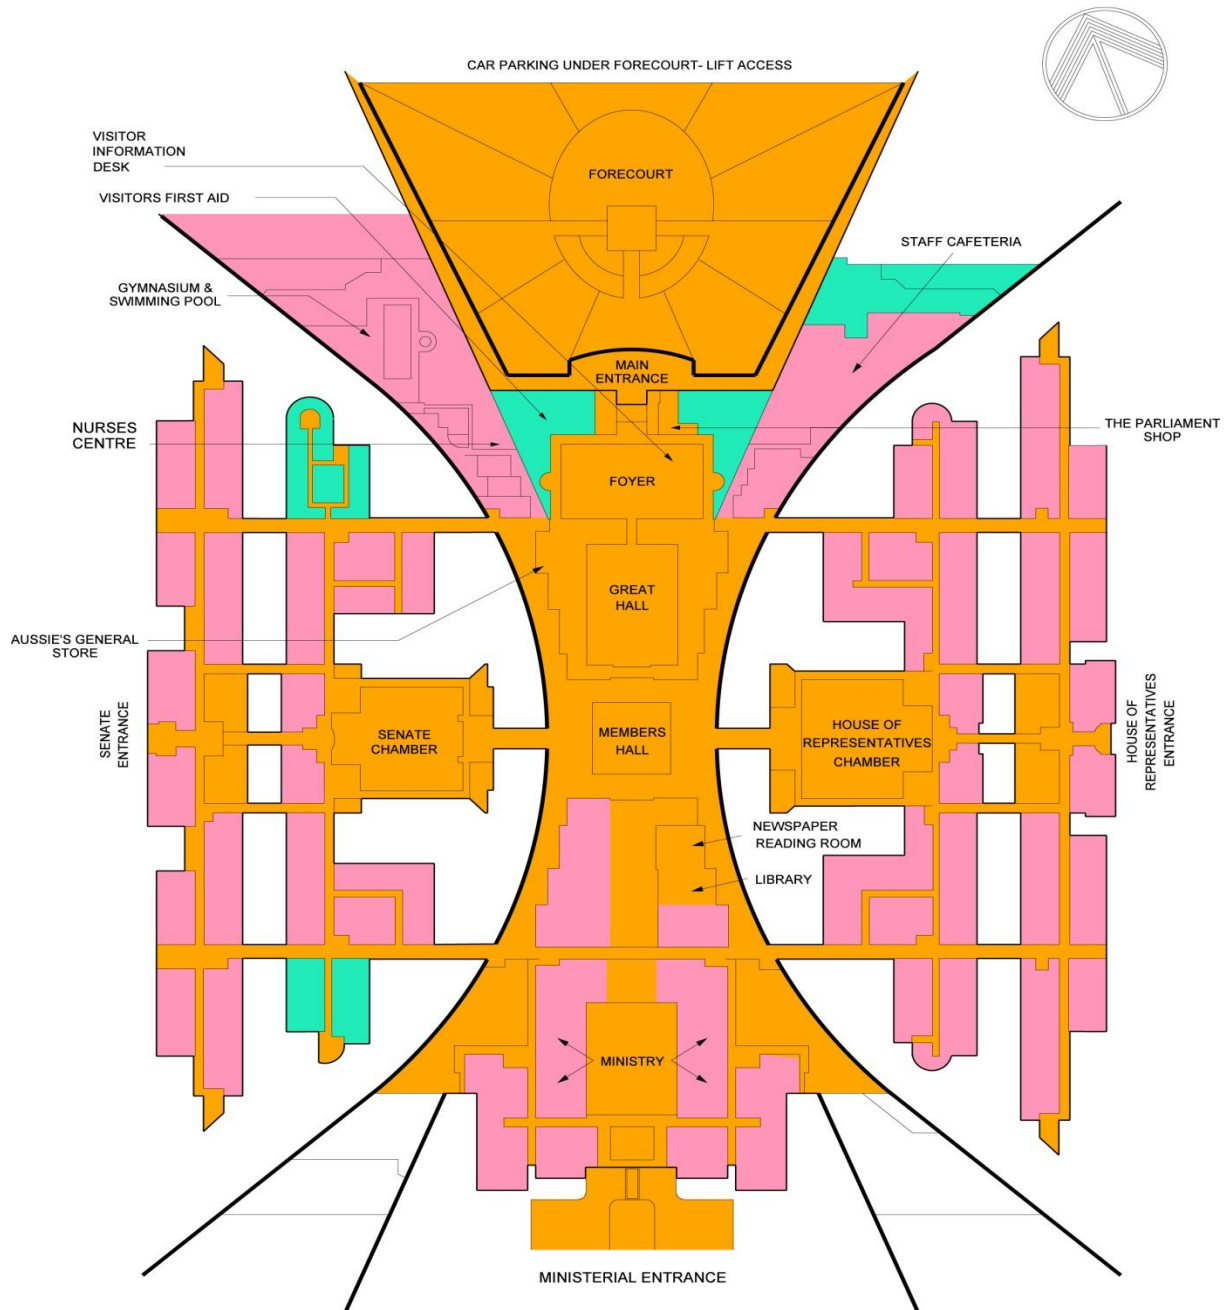 CAR PARKING UNDER FORECOURT- LIFT ACCESS
VISITOR
INFORMATION
DESK
VISITORS FIRST AID
FORECOURT
STAFF CAFETERIA
GYMNASIUM &
SWIMMING POOL
MAIN
ENTRANCE
NURSES
CENTRE
THE PARLIAMENT
SHOP
FOYER
GREAT
HALL
AUSSIE'S GENERAL
STORE
SENATE
ENTRANCE
SENATE
CHAMBER
MEMBERS
HALL
HOUSE OF
REPRESENTATIVES
CHAMBER
HOUSE OF
REPRESENTATIVES
ENTRANCE
NEWSPAPER
READING ROOM
LIBRARY
MINISTRY
MINISTERIAL ENTRANCE